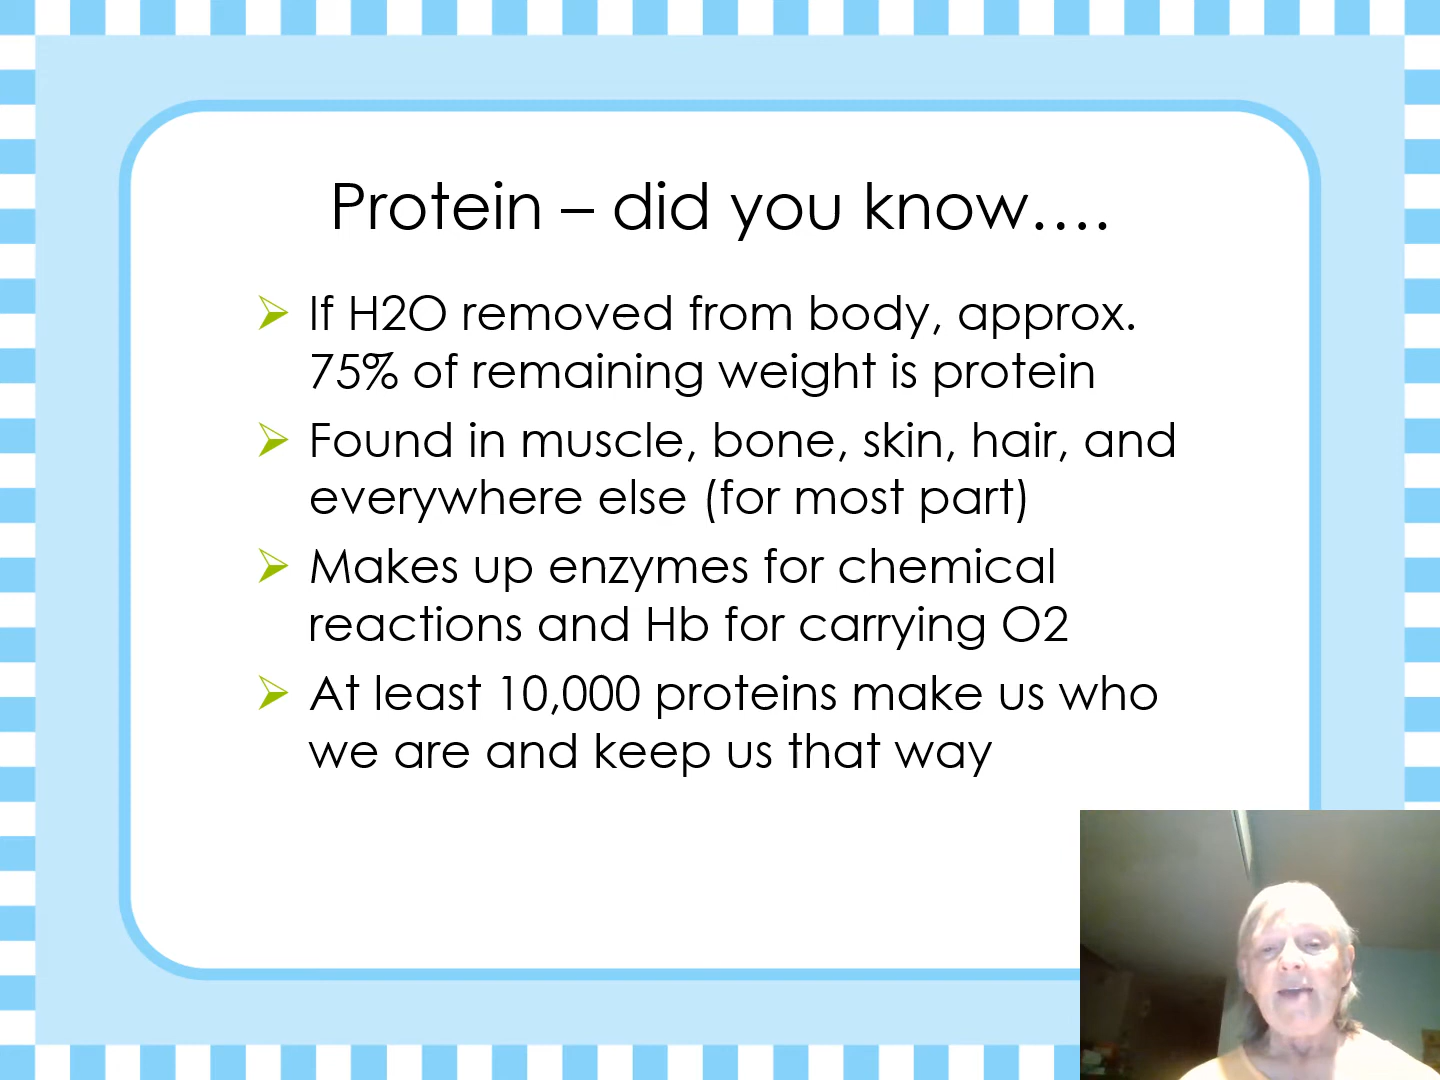 Protein – did you know....
If H2O removed from body, approx.
75% of remaining weight is protein
Found in muscle, bone, skin, hair, and
everywhere else (for most part)
Makes up enzymes for chemical
reactions and Hb for carrying O2
At least 10,000 proteins make us who
we are and keep us that way